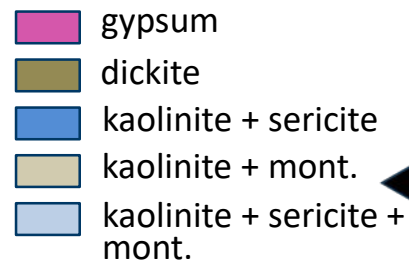 gypsum
dickite
kaolinite + sericite
kaolinite + mont.
kaolinite + sericite +
mont.